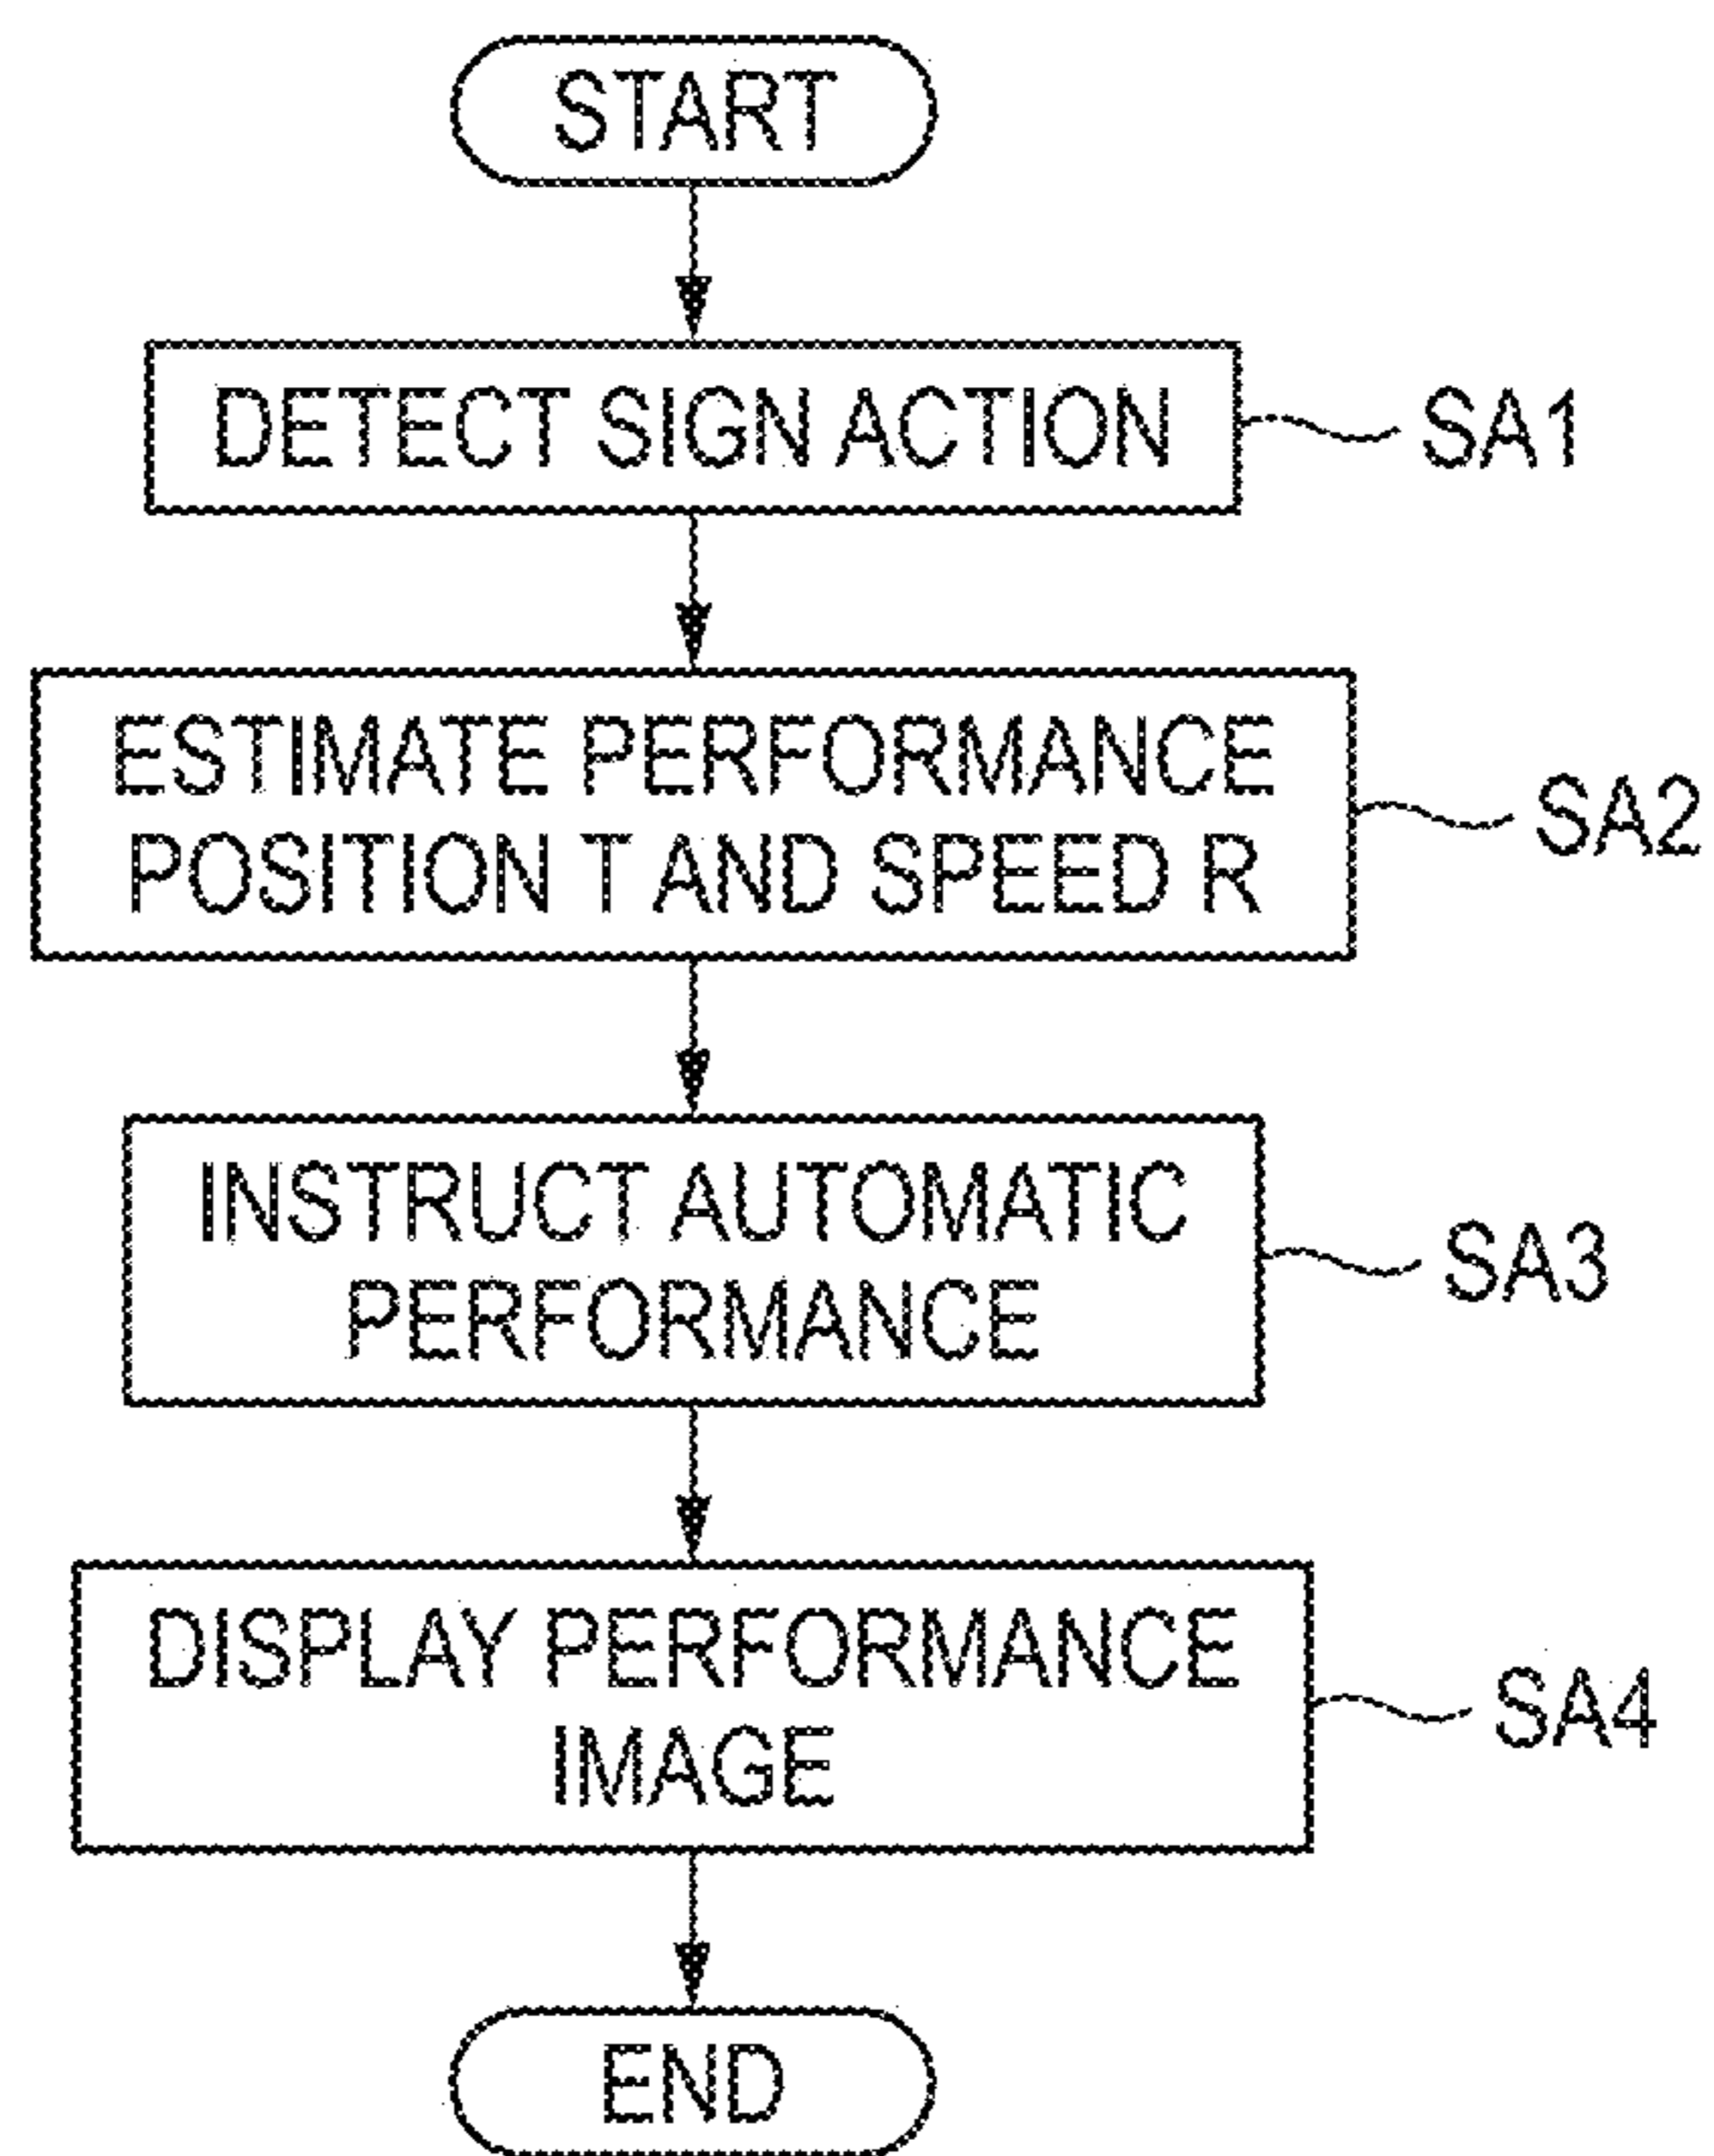 START
DETECT SIGN ACTION
SA1
ESTIMATE PERFORMANCE
POSITION T AND SPEED R
SA2
INSTRUCT AUTOMATIC
PERFORMANCE
SA3
DISPLAY PERFORMANCE
IMAGE
SA4
END